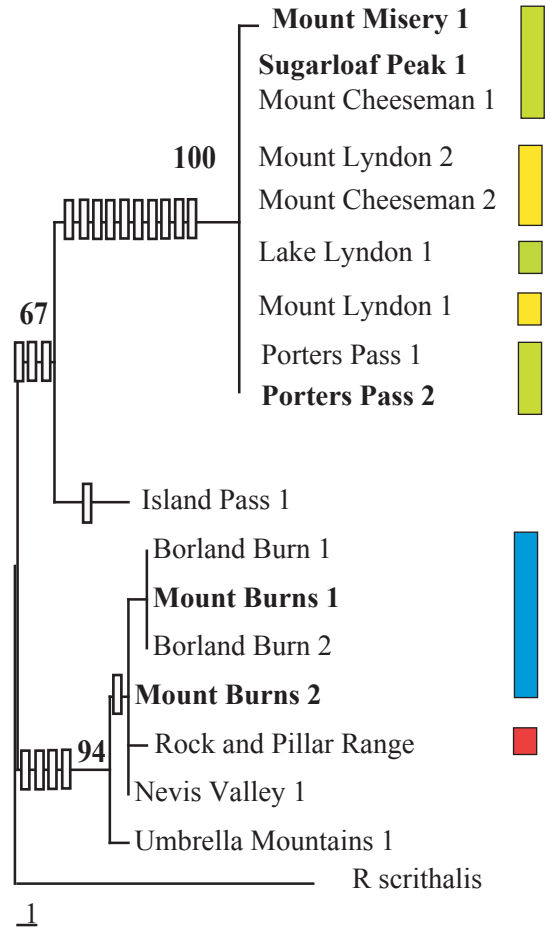 Mount Misery 1
Sugarloaf Peak 1
Mount Cheeseman 1
100
Mount Lyndon 2
Mount Cheeseman 2
Lake Lyndon 1
67
Mount Lyndon 1
Porters Pass 1
Porters Pass 2
Island Pass 1
Borland Burn 1
Mount Burns 1
Borland Burn 2
Mount Burns 2
94
Rock and Pillar Range
Nevis Valley 1
Umbrella Mountains 1
R scrithalis
1